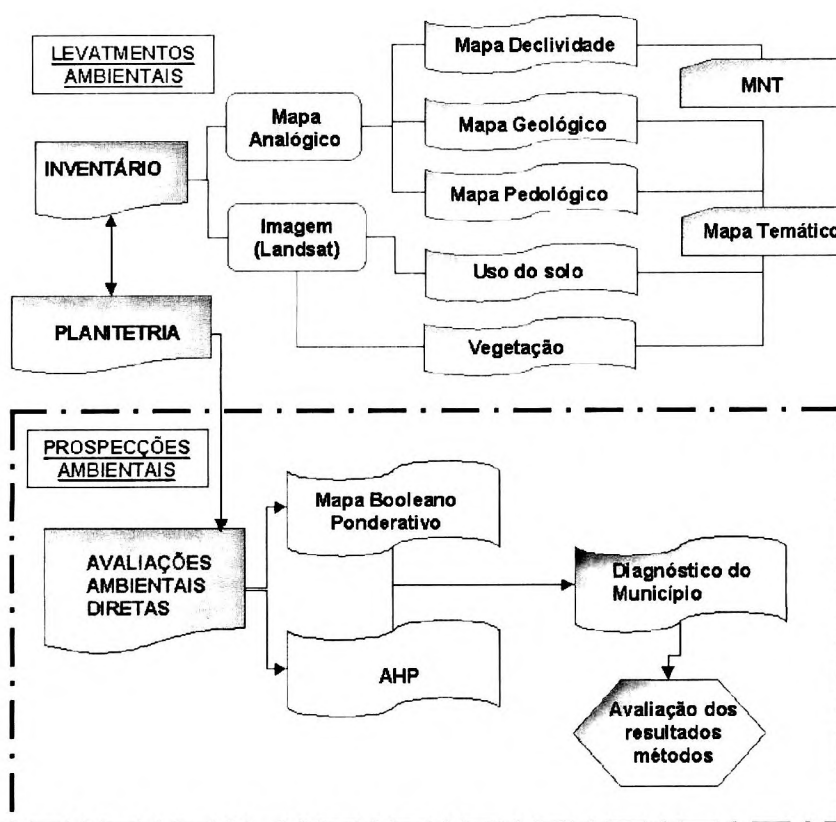 LEVATMENTOS
AMBIENTAIS
Mapa Declividade
MNT
Mapa
Analógico
Mapa Geológico
INVENTÁRIO
Mapa Pedológico
Imagem
(Landsat)
Mapa Temático
Uso do solo
PLANITETRIA
Vegetação
PROSPECÇÕES
AMBIENTAIS
Mapa Booleano
Ponderativo
AVALIAÇÕES
AMBIENTAIS
DIRETAS
Diagnóstico do
Município
AHP
Avaliação dos
resultados
métodos